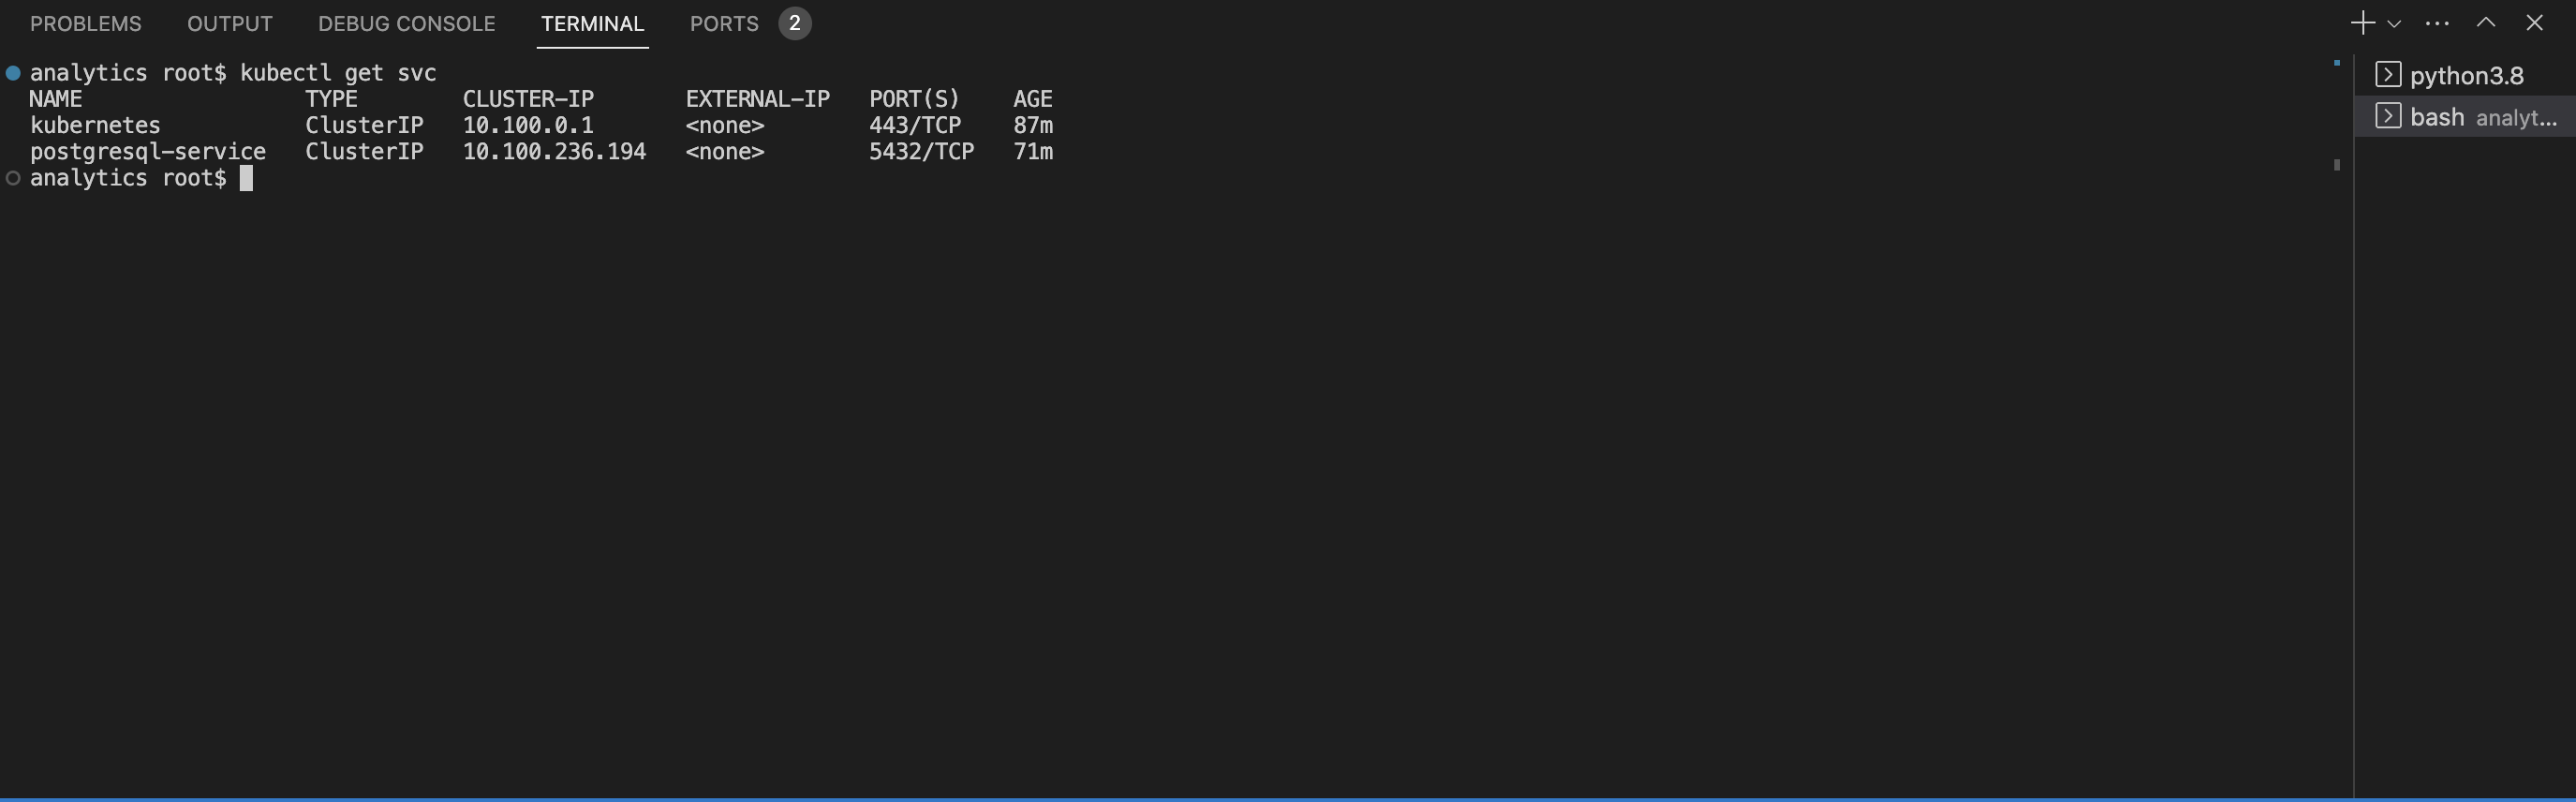 PROBLEMS OUTPUT DEBUG CONSOLE TERMINAL PORTS 2
analytics root$ kubectl get svc
NAME TYPE CLUSTER-IP EXTERNAL-IP PORT(S) AGE
kubernetes ClusterIP 10.100.0.1 <none> 443/TCP 87m
postgresql-service ClusterIP 10.100.236.194 <none> 5432/TCP 71m
analytics root$
python3.8
bash analyt...